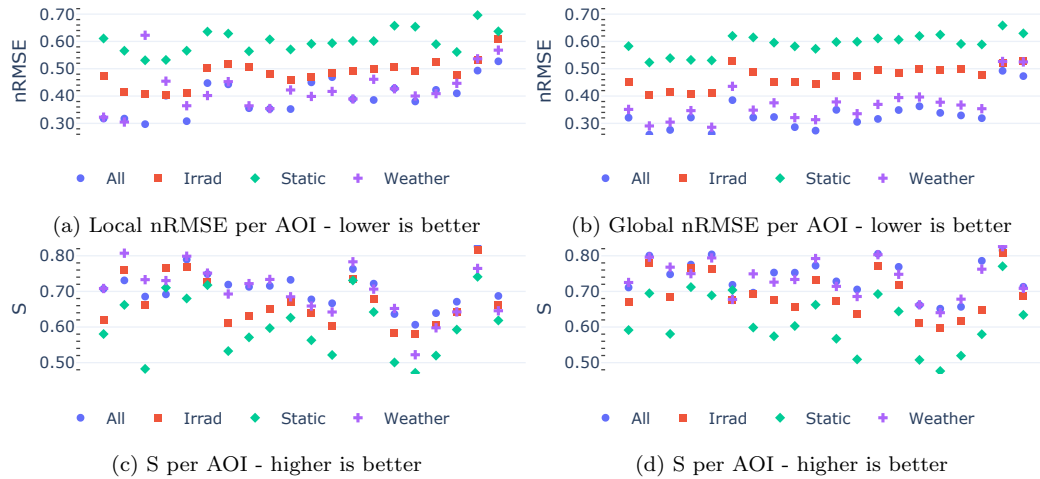 0.70
0.60
0.50
0.40
0.30
nRMSE
All Irrad Static Weather
(a) Local nRMSE per AOI - lower is better
0.70
0.60
0.50
0.40
0.30
nRMSE
All Irrad Static Weather
(b) Global nRMSE per AOI - lower is better
0.80
0.70
0.60
0.50
S
All Irrad Static Weather
(c) S per AOI - higher is better
0.80
0.70
0.60
0.50
S
All Irrad Static Weather
(d) S per AOI - higher is better